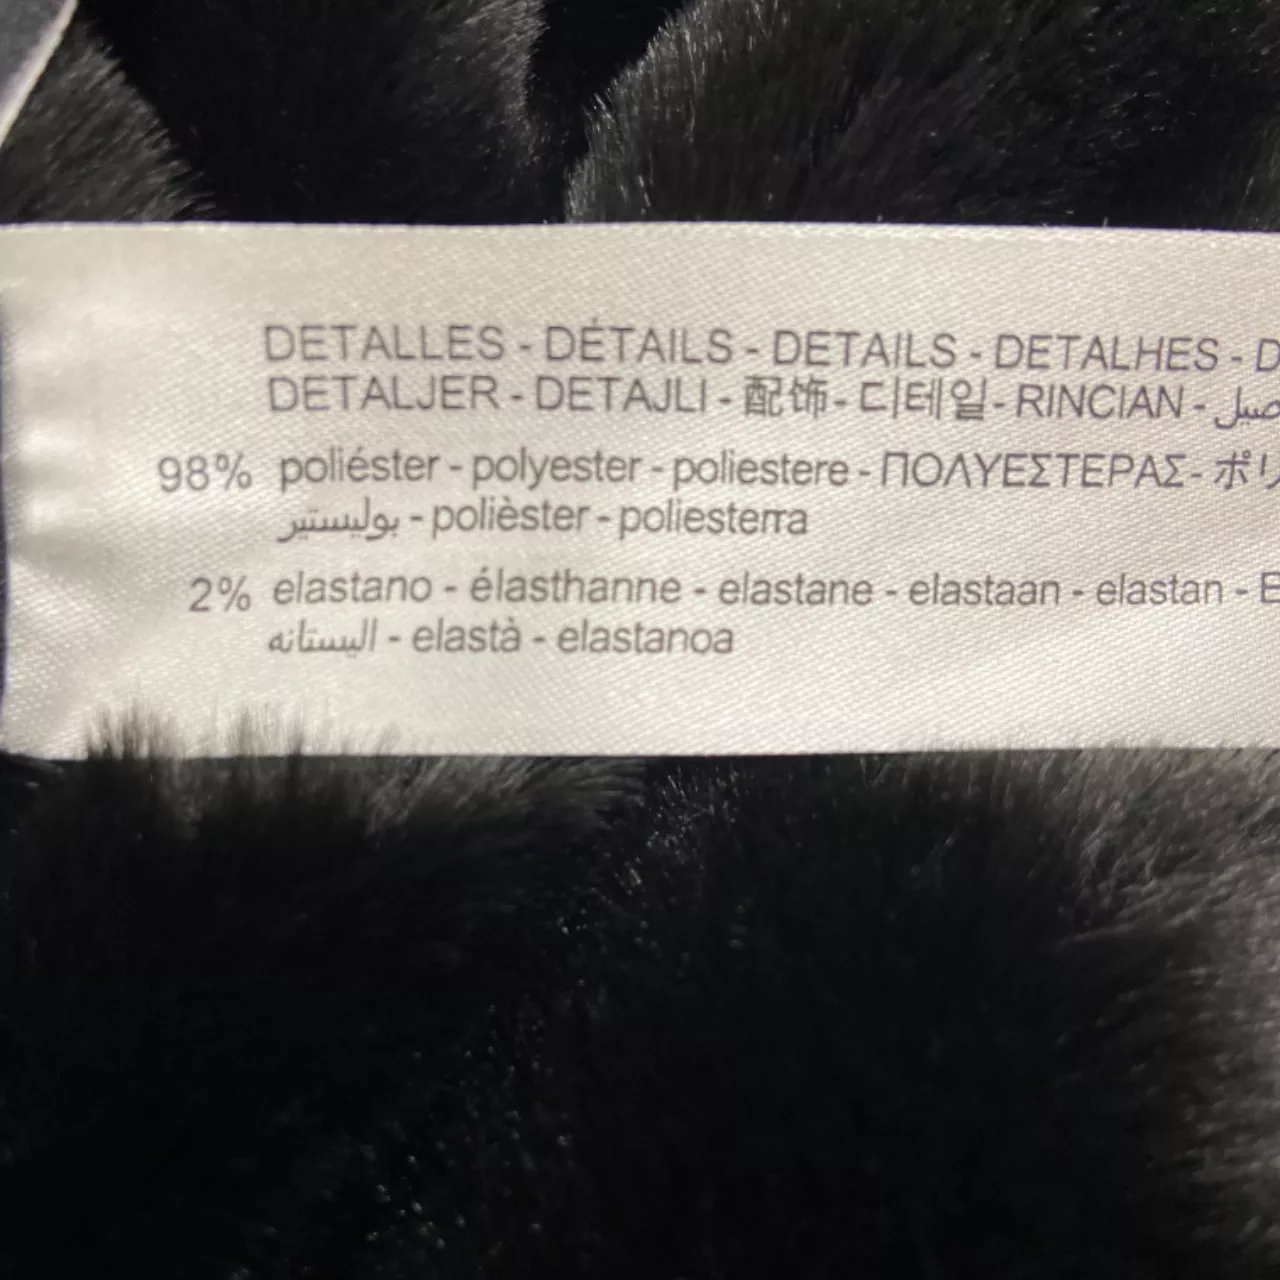 DETALLES - DÉTAILS - DETAILS - DETALHES -
DETALJER - DETAJLI - 配饰 - 디테일 - RINCIAN -
98% poliéster - polyester - poliestere - ΠΟΛΥΕΣΤΕΡΑΣ -
بوليستير - polièster - poliesterra
2% elastano - élasthanne - elastane - elastaan - elastan -
اليستانه - elastà - elastanoa